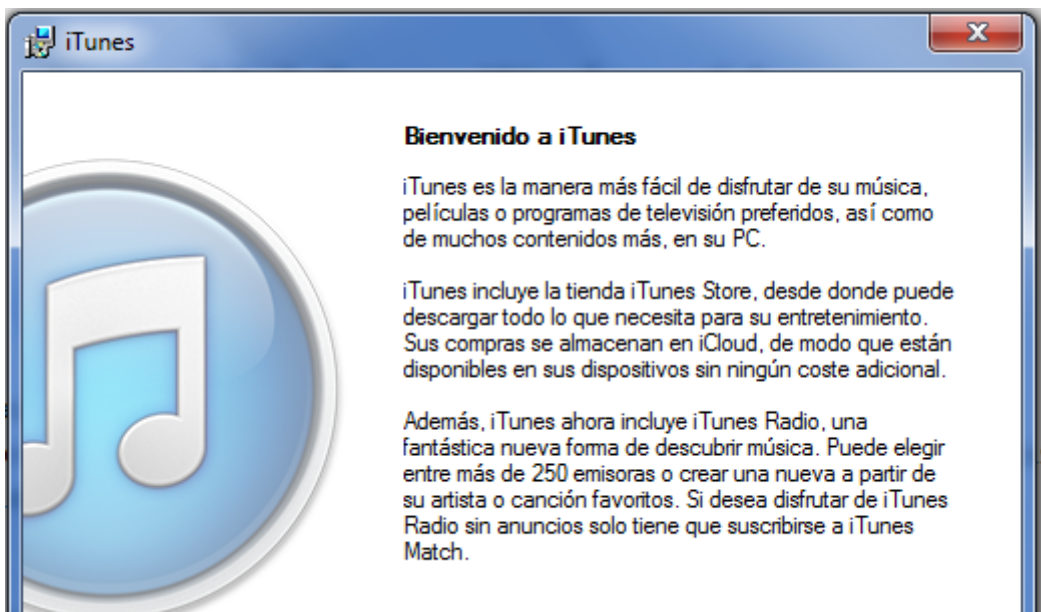 iTunes
Bienvenido a iTunes
iTunes es la manera más fácil de disfrutar de su música,
películas o programas de televisión preferidos, así como
de muchos contenidos más, en su PC.
iTunes incluye la tienda iTunes Store, desde donde puede
descargar todo lo que necesita para su entretenimiento.
Sus compras se almacenan en iCloud, de modo que están
disponibles en sus dispositivos sin ningún coste adicional.
Además, iTunes ahora incluye iTunes Radio, una
fantástica nueva forma de descubrir música. Puede elegir
entre más de 250 emisoras o crear una nueva a partir de
su artista o canción favoritos. Si desea disfrutar de iTunes
Radio sin anuncios solo tiene que suscribirse a iTunes
Match.